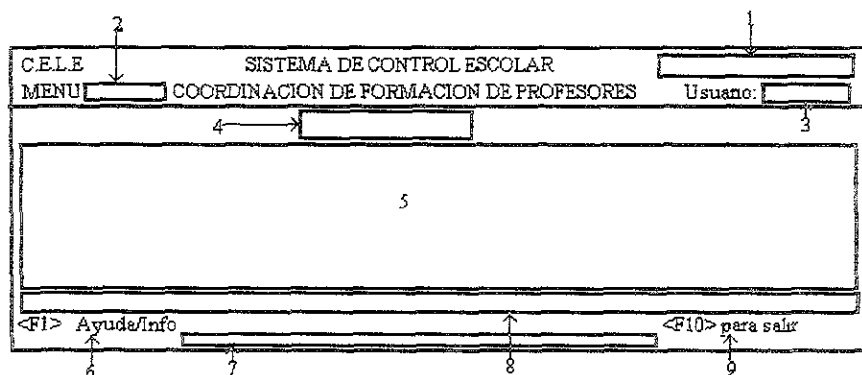 2 1
C.E.L.E SISTEMA DE CONTROL ESCOLAR
MENU COORDINACION DE FORMACION DE PROFESORES Usuario:
4 3
5
<F1> Ayuda/Info <F10> para salir
6 7 8 9